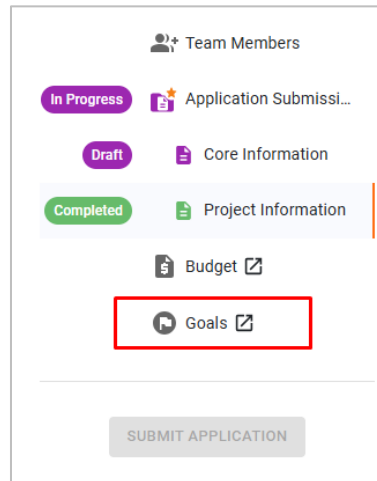 Team Members
In Progress Application Submissi...
Draft Core Information
Completed Project Information
$ Budget
Goals
SUBMIT APPLICATION